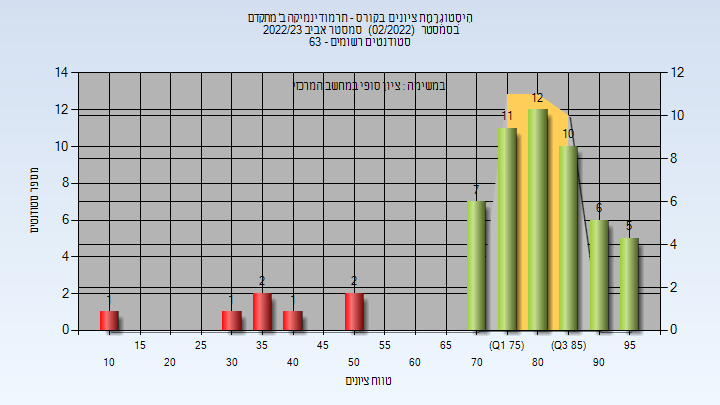 היסטוגרמת ציונים בקורס - תרמודינמיקה ב' מתקדם
בסמסטר (02/2022) סמסטר אביב 2022/23
סטודנטים רשומים - 63
במשימה : ציון סופי במחשב המרכזי
מספר סטודנטים
14 12 10 8 6 4 2 0
12 10 8 6 4 2 0
1 1 2 1 2 7 11 12 10 6 5
15 25 35 45 55 65 (Q1 75) (Q3 85) 95
10 20 30 40 50 60 70 80 90
טווח ציונים